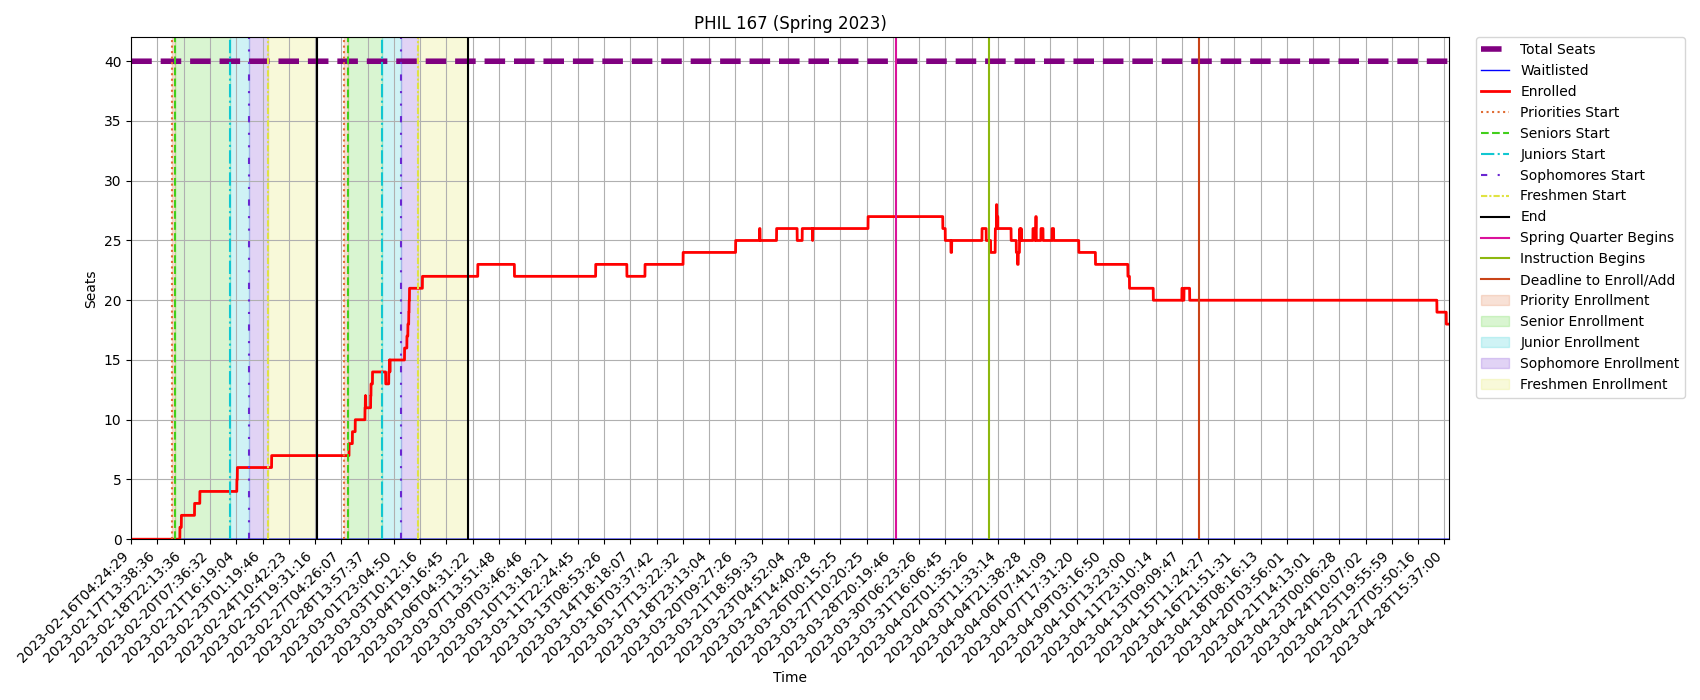 PHIL 167 (Spring 2023)
Seats
40
35
30
25
20
15
10
5
0
2023-02-16T04:24:29
2023-02-17T13:38:36
2023-02-18T22:13:36
2023-02-20T07:36:32
2023-02-21T16:19:04
2023-02-23T01:19:46
2023-02-24T10:42:23
2023-02-25T19:31:16
2023-02-27T04:26:07
2023-02-28T13:57:37
2023-03-01T23:04:50
2023-03-03T10:12:16
2023-03-04T19:16:45
2023-03-06T04:31:22
2023-03-07T13:51:48
2023-03-09T03:46:46
2023-03-10T13:18:21
2023-03-11T22:24:45
2023-03-13T08:53:26
2023-03-14T18:18:07
2023-03-16T03:37:42
2023-03-17T13:22:32
2023-03-18T23:13:04
2023-03-20T09:27:26
2023-03-21T18:59:33
2023-03-23T04:52:04
2023-03-24T14:40:28
2023-03-26T00:15:25
2023-03-27T10:20:25
2023-03-28T20:19:46
2023-03-30T06:23:26
2023-03-31T16:06:45
2023-04-02T01:35:26
2023-04-03T11:33:14
2023-04-04T21:38:28
2023-04-06T07:41:09
2023-04-07T17:31:20
2023-04-09T03:16:50
2023-04-10T13:23:00
2023-04-11T23:10:14
2023-04-13T09:09:47
2023-04-15T11:24:27
2023-04-16T21:51:31
2023-04-18T08:16:13
2023-04-20T03:56:01
2023-04-21T14:13:01
2023-04-23T00:06:28
2023-04-24T10:07:02
2023-04-25T19:55:59
2023-04-27T05:50:16
2023-04-28T15:37:00
Time
Total Seats
Waitlisted
Enrolled
Priorities Start
Seniors Start
Juniors Start
Sophomores Start
Freshmen Start
End
Spring Quarter Begins
Instruction Begins
Deadline to Enroll/Add
Priority Enrollment
Senior Enrollment
Junior Enrollment
Sophomore Enrollment
Freshmen Enrollment